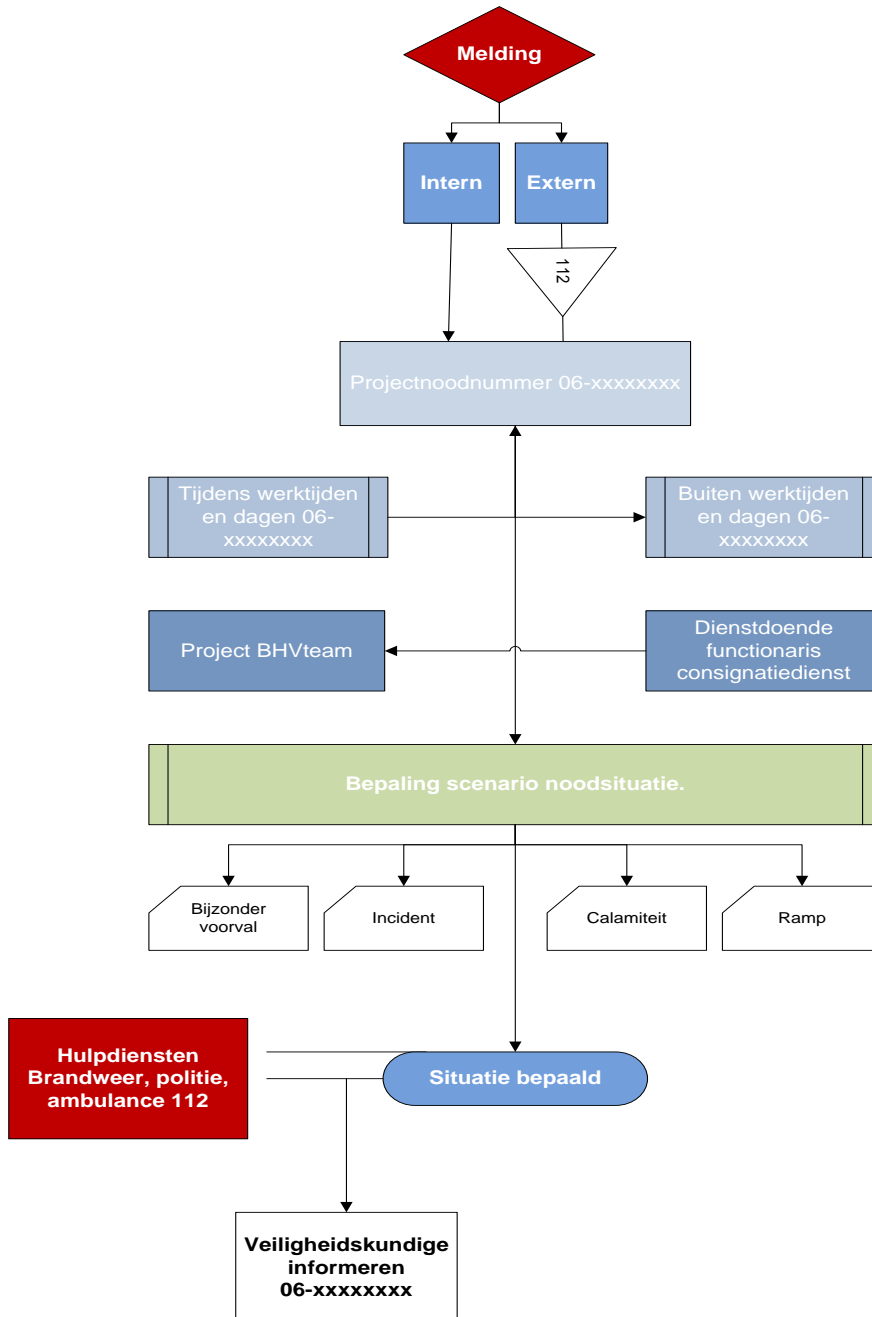 Melding
Intern
Extern
112
Projectnoodnummer 06-xxxxxxxx
Tijdens werktijden
en dagen 06-
xxxxxxxx
Buiten werktijden
en dagen 06-
xxxxxxxx
Project BHVteam
Dienstdoende
functionaris
consignatiedienst
Bepaling scenario noodsituatie.
Bijzonder
voorval
Incident
Calamiteit
Ramp
Hulpdiensten
Brandweer, politie,
ambulance 112
Situatie bepaald
Veiligheidskundige
informeren
06-xxxxxxxx